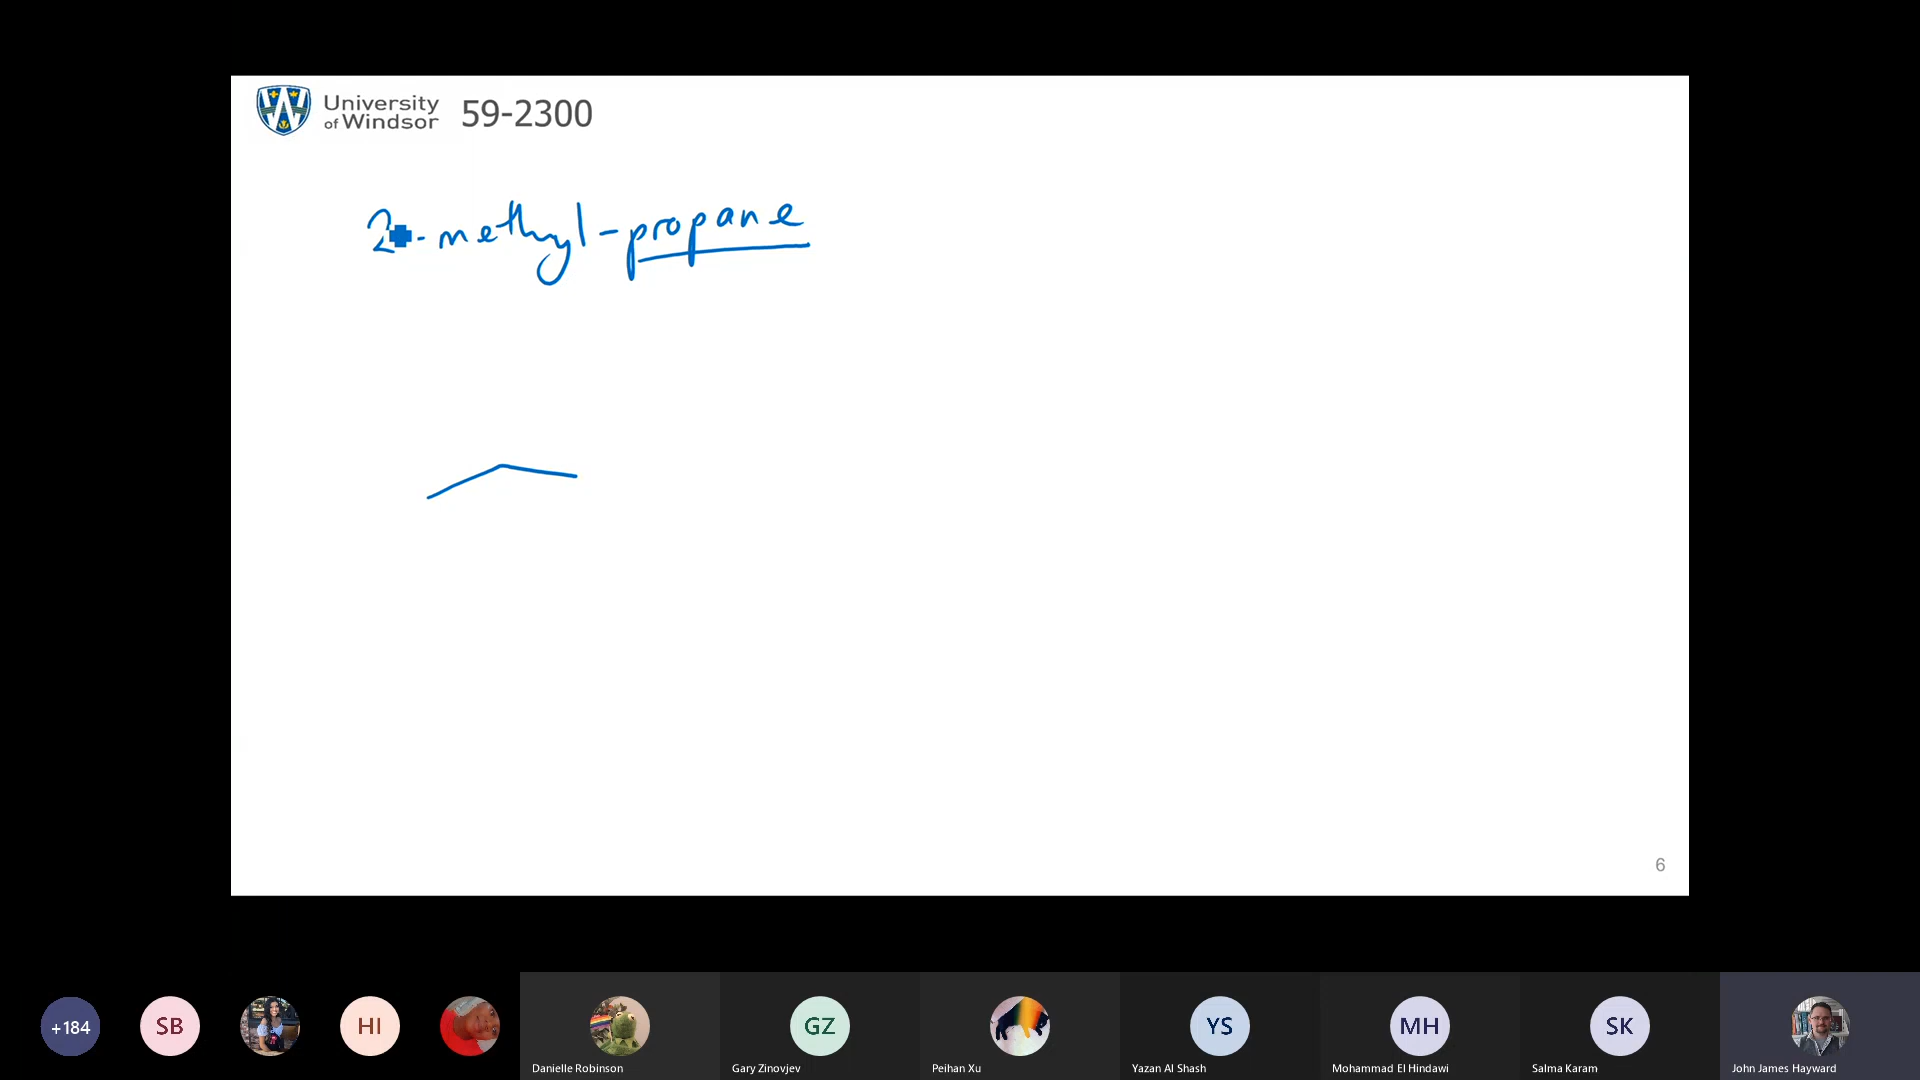 University
of Windsor
59-2300
2-methyl-propane
6
+184
SB
HI
GZ
YS
MH
SK
Danielle Robinson
Gary Zinovjev
Peihan Xu
Yazan Al Shash
Mohammad El Hindawi
Salma Karam
John James Hayward